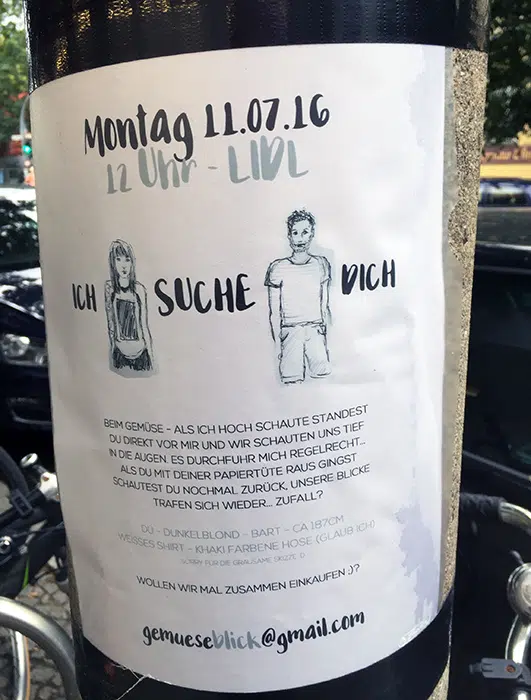 Montag 11.07.16
12 Uhr - LIDL
ICH SUCHE DICH
BEIM GEMÜSE - ALS ICH HOCH SCHAUTE STANDEST
DU DIREKT VOR MIR UND WIR SCHAUTEN UNS TIEF
IN DIE AUGEN. ES DURCHFUHR MICH REGELRECHT...
ALS DU MIT DEINER PAPIERTÜTE RAUS GINGST
SCHAUTEST DU NOCHMAL ZURÜCK, UNSERE BLICKE
TRAFEN SICH WIEDER... ZUFALL?
DU - DUNKELBLOND - BART - CA 187CM
WEISSES SHIRT - KHAKI FARBENE HOSE (GLAUB ICH)
SORRY FÜR DIE GRAUSAME SKIZZE :D
WOLLEN WIR MAL ZUSAMMEN EINKAUFEN ;)?
gemueseblick@gmail.com